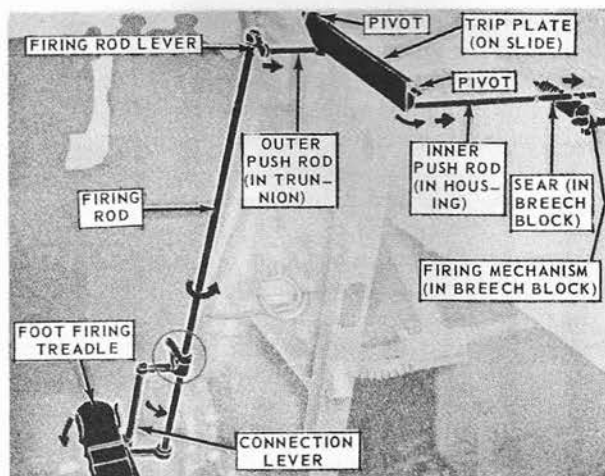 PIVOT
TRIP PLATE
(ON SLIDE)
FIRING ROD LEVER
PIVOT
OUTER
PUSH ROD
(IN TRUN-
NION)
INNER
PUSH ROD
(IN HOUS-
ING)
SEAR (IN
BREECH
BLOCK)
FIRING
ROD
FIRING MECHANISM
(IN BREECH BLOCK)
FOOT FIRING
TREADLE
CONNECTION
LEVER